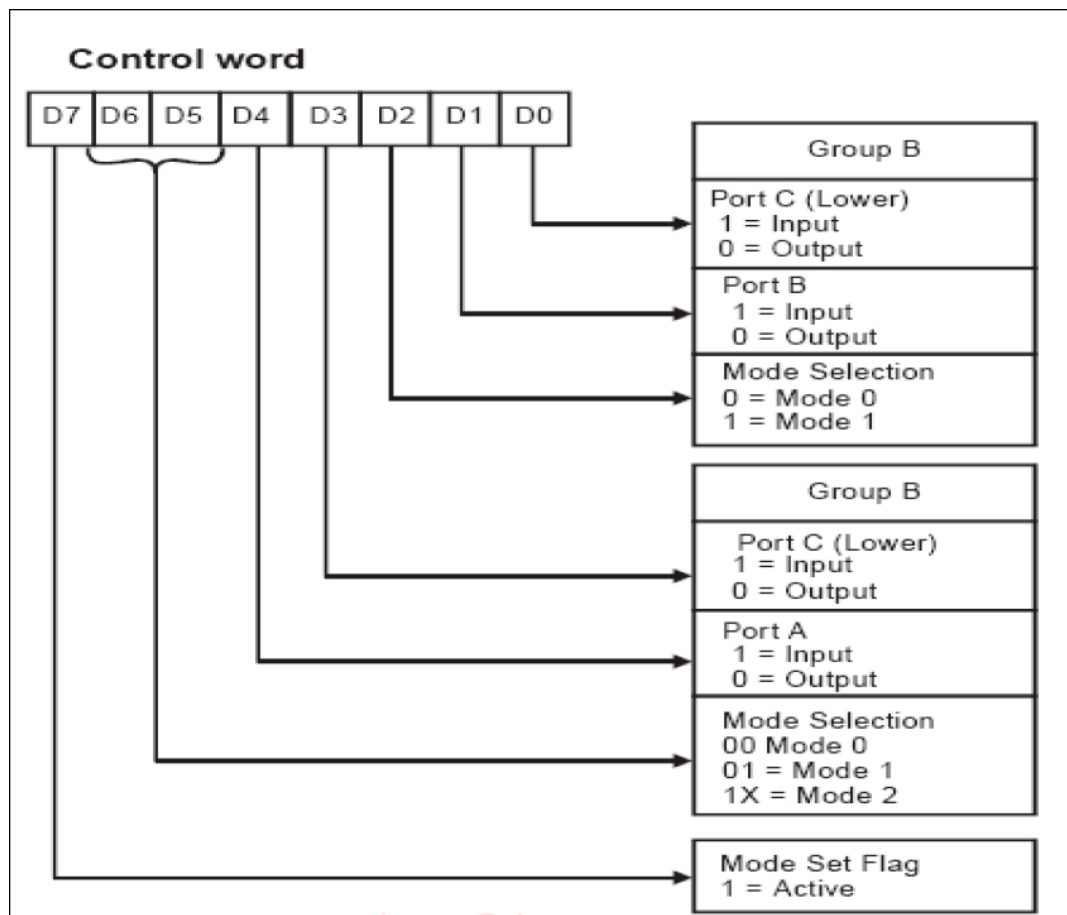 Control word
D7 D6 D5 D4 D3 D2 D1 D0
Group B
Port C (Lower)
1 = Input
0 = Output
Port B
1 = Input
0 = Output
Mode Selection
0 = Mode 0
1 = Mode 1
Group B
Port C (Lower)
1 = Input
0 = Output
Port A
1 = Input
0 = Output
Mode Selection
00 Mode 0
01 = Mode 1
1X = Mode 2
Mode Set Flag
1 = Active